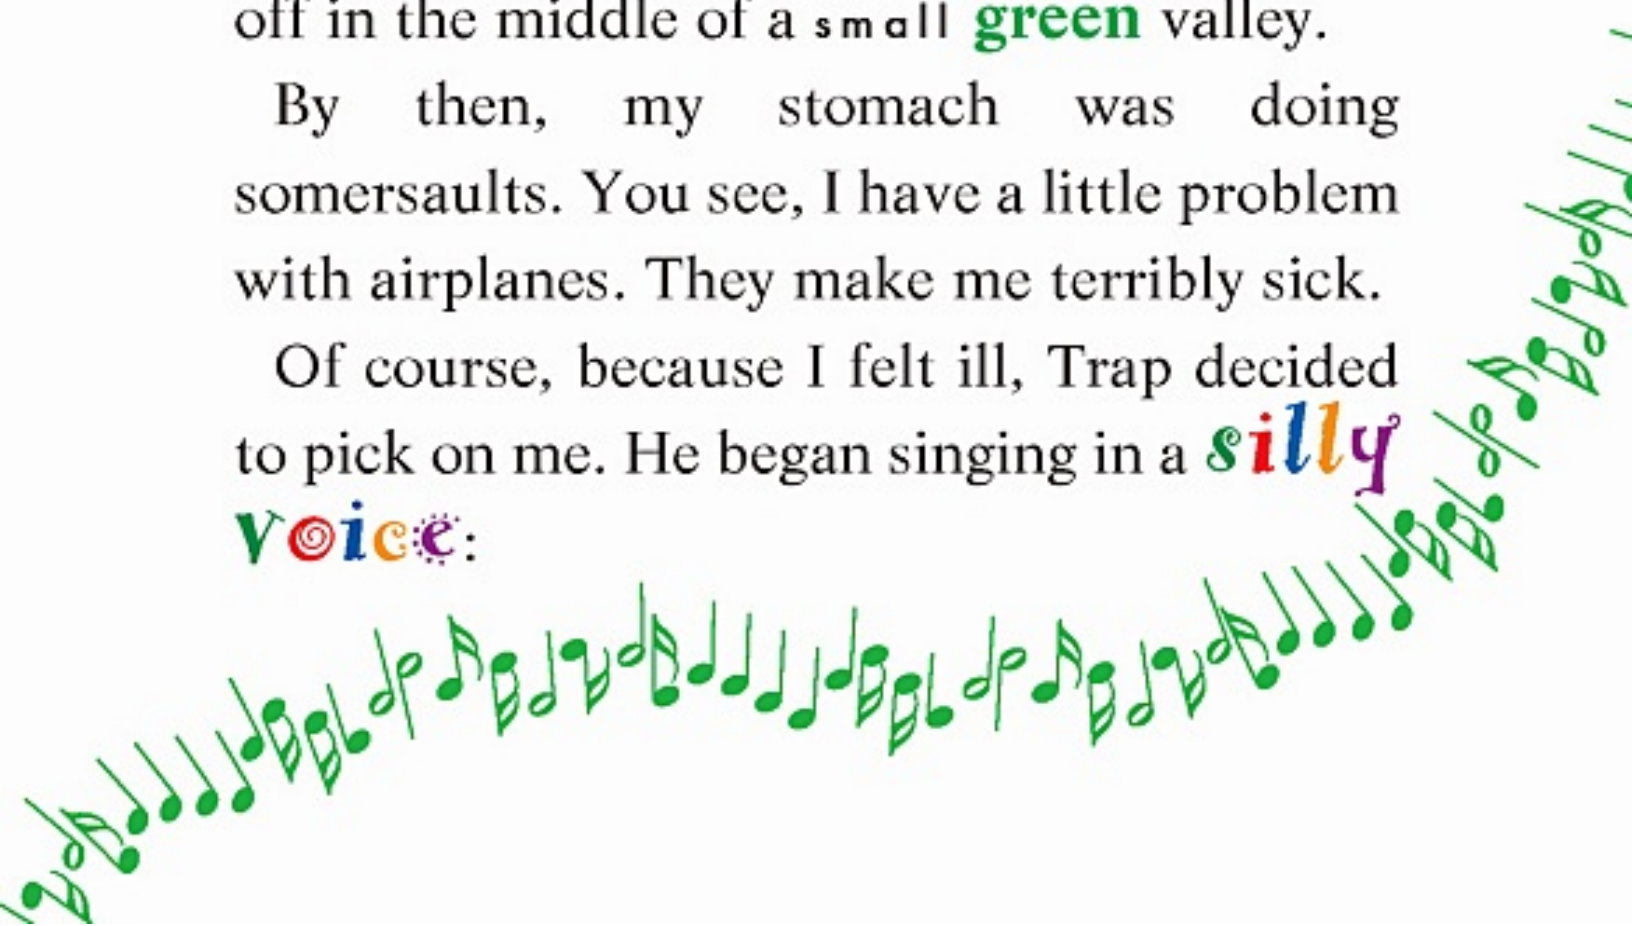 off in the middle of a small green valley.
By then, my stomach was doing
somersaults. You see, I have a little problem
with airplanes. They make me terribly sick.
Of course, because I felt ill, Trap decided
to pick on me. He began singing in a silly
voice: